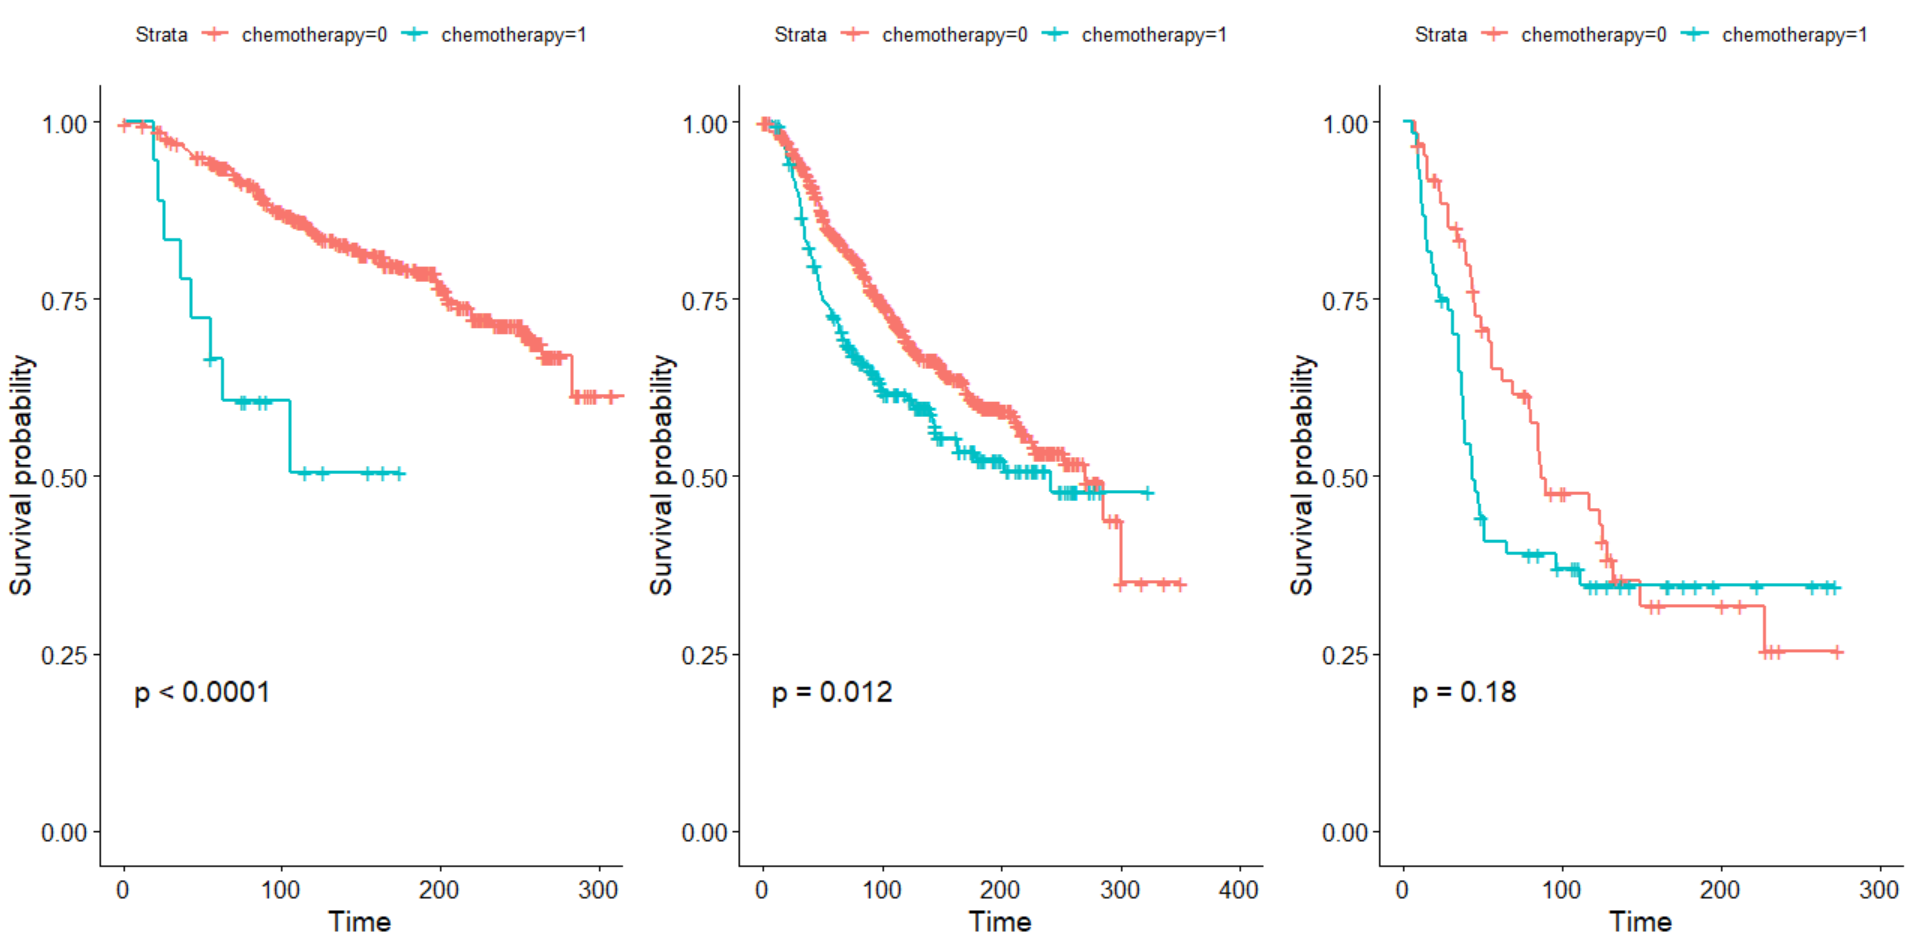 Strata chemotherapy=0 chemotherapy=1
Survival probability
1.00
0.75
0.50
0.25
0.00
p < 0.0001
0 100 200 300
Time
Strata chemotherapy=0 chemotherapy=1
Survival probability
1.00
0.75
0.50
0.25
0.00
p = 0.012
0 100 200 300 400
Time
Strata chemotherapy=0 chemotherapy=1
Survival probability
1.00
0.75
0.50
0.25
0.00
p = 0.18
0 100 200 300
Time